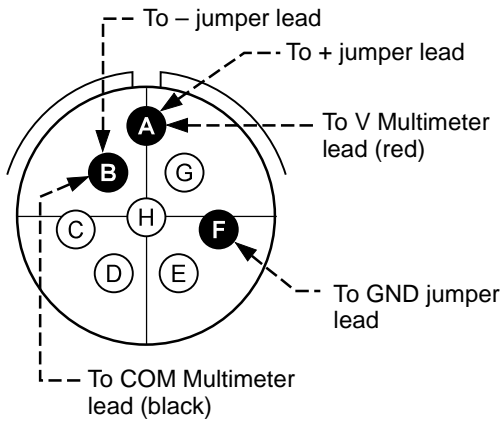 To – jumper lead
To + jumper lead
A
To V Multimeter
lead (red)
B
G
H
C
F
D
E
To GND jumper
lead
To COM Multimeter
lead (black)